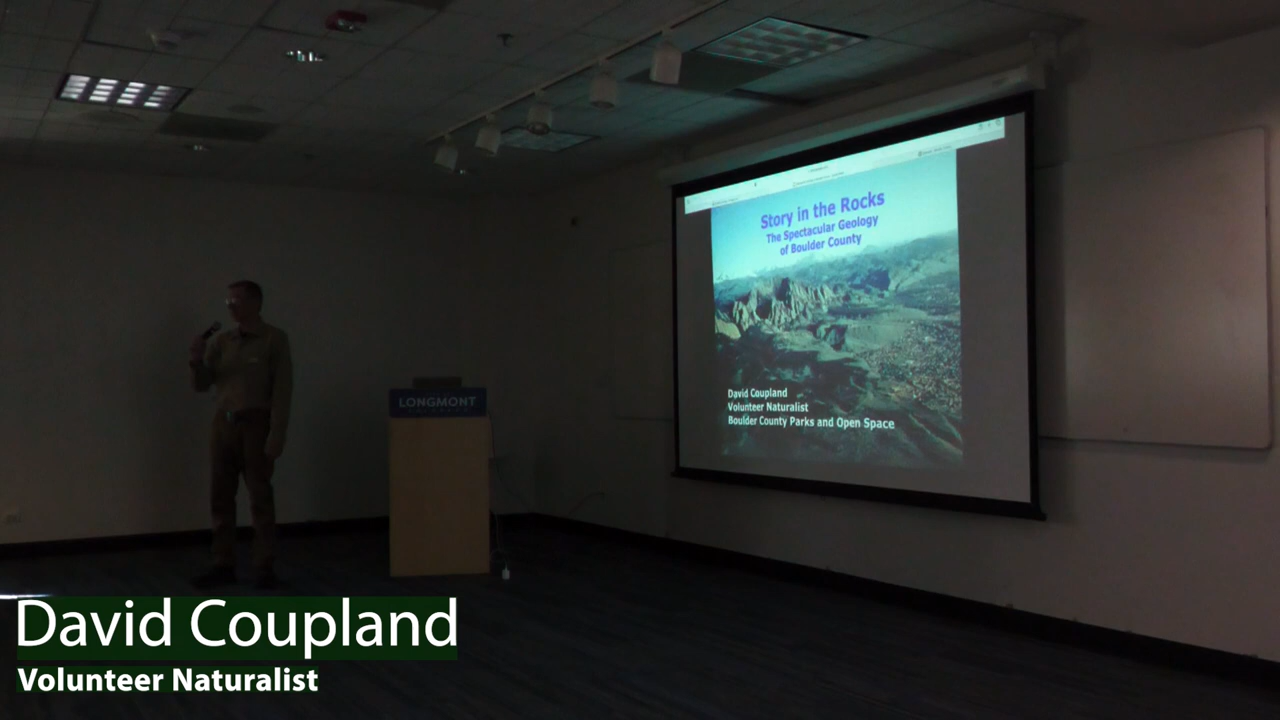 Story in the Rocks
The Spectacular Geology
of Boulder County
David Coupland
Volunteer Naturalist
Boulder County Parks and Open Space
LONGMONT
David Coupland
Volunteer Naturalist